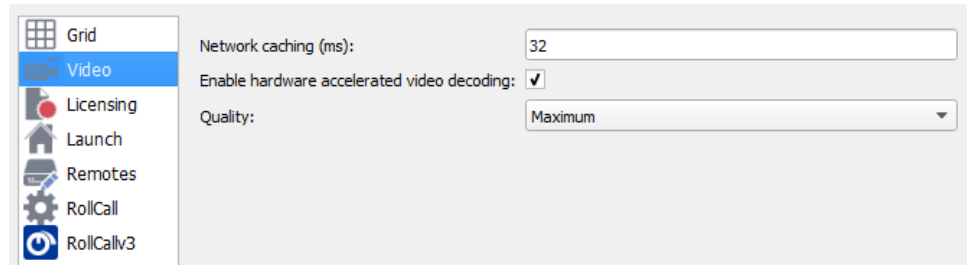 Grid
Video
Licensing
Launch
Remotes
RollCall
RollCallv3
Network caching (ms): 32
Enable hardware accelerated video decoding:
Quality: Maximum